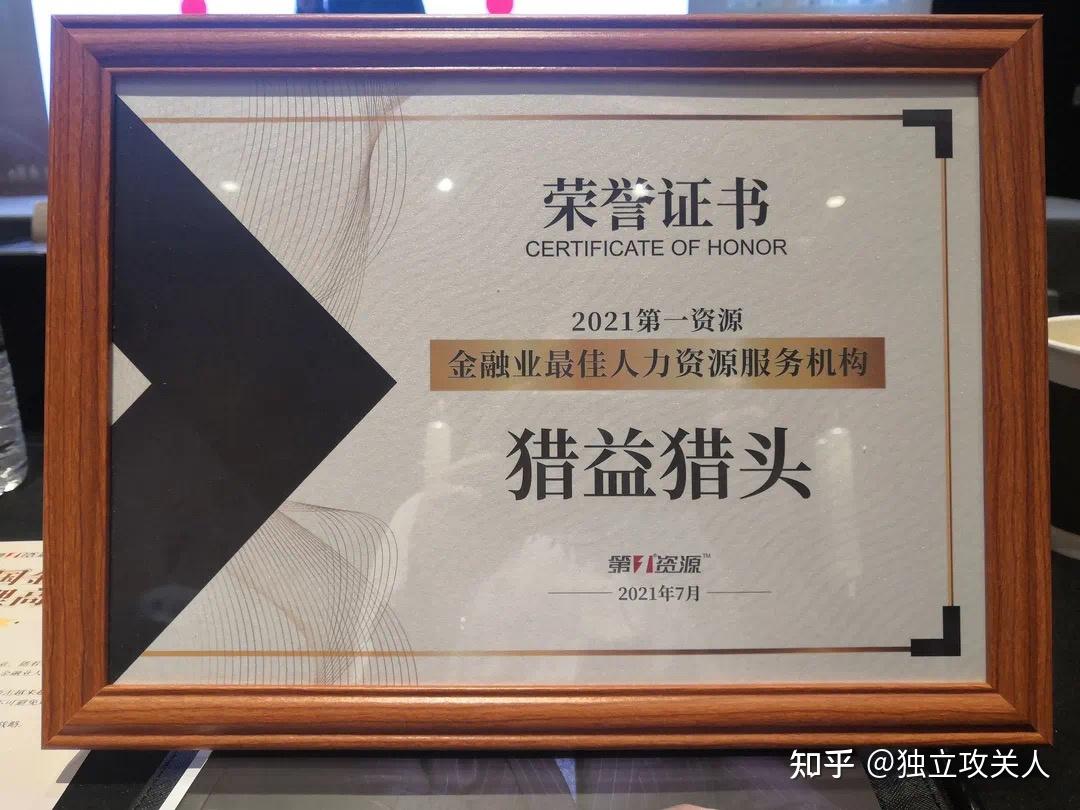 荣誉证书
CERTIFICATE OF HONOR
2021第一资源
金融业最佳人力资源服务机构
猎益猎头
第1资源™
2021年7月
知乎 @独立攻关人